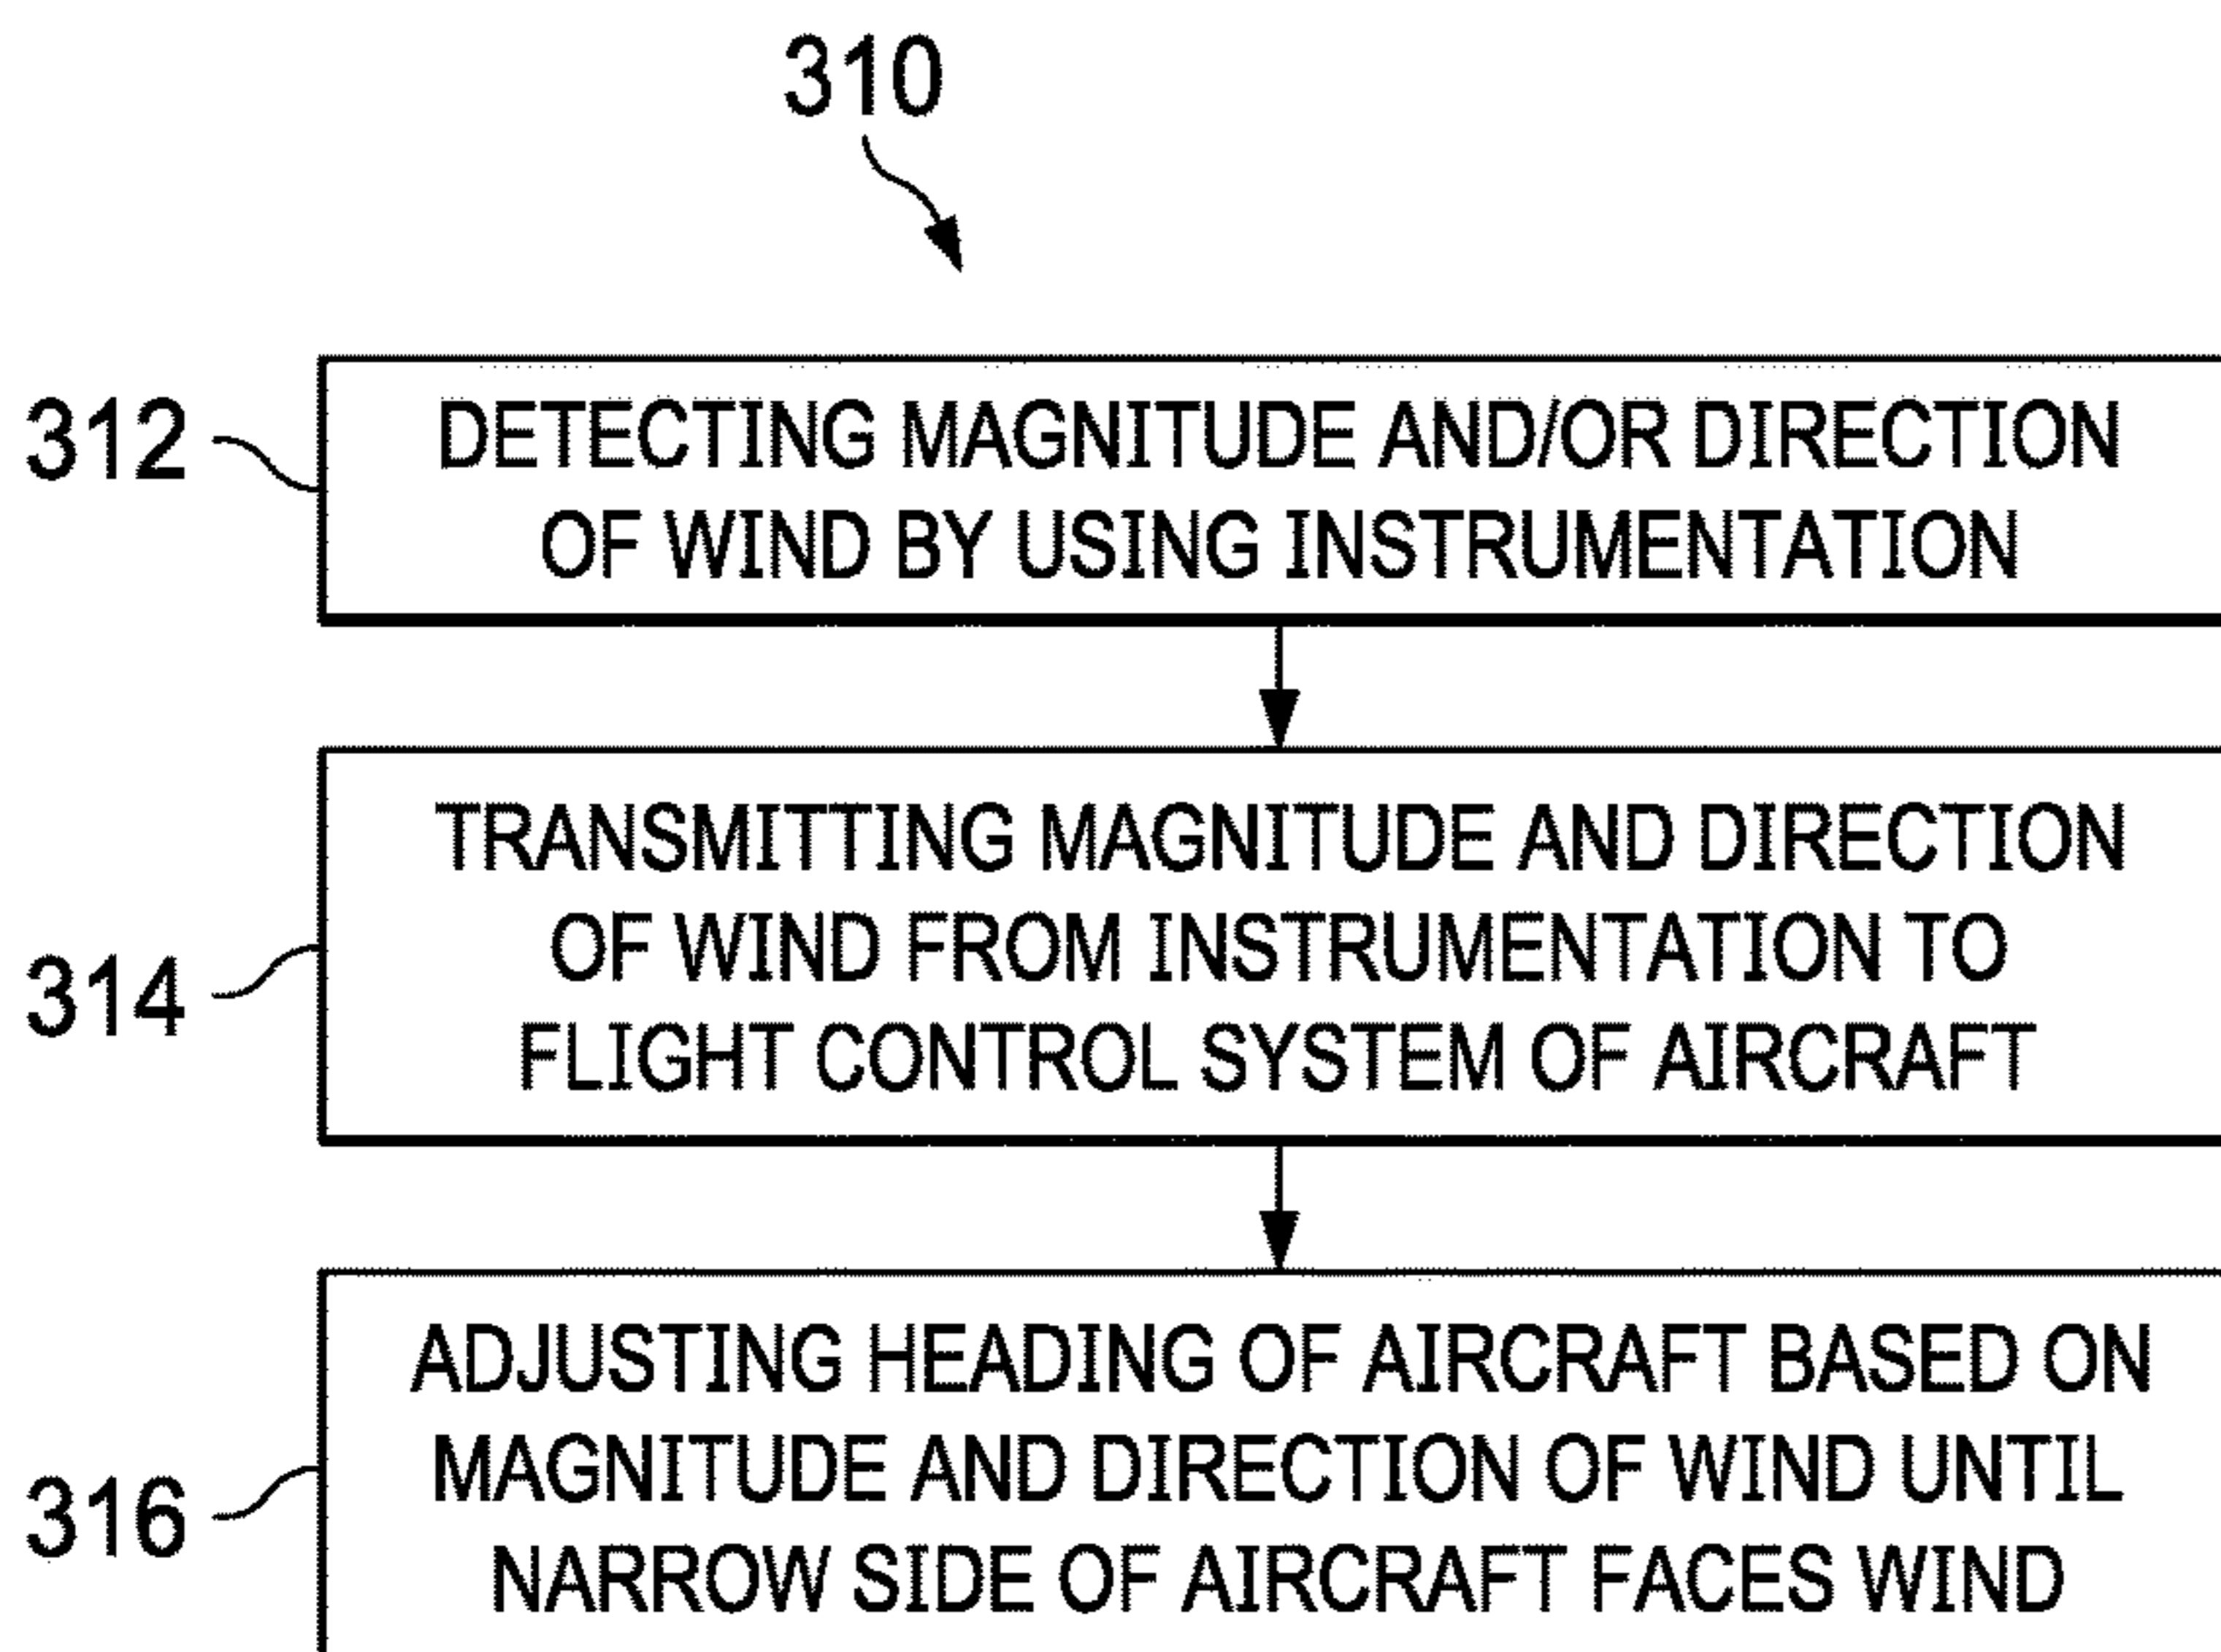 310
312
DETECTING MAGNITUDE AND/OR DIRECTION
OF WIND BY USING INSTRUMENTATION
314
TRANSMITTING MAGNITUDE AND DIRECTION
OF WIND FROM INSTRUMENTATION TO
FLIGHT CONTROL SYSTEM OF AIRCRAFT
316
ADJUSTING HEADING OF AIRCRAFT BASED ON
MAGNITUDE AND DIRECTION OF WIND UNTIL
NARROW SIDE OF AIRCRAFT FACES WIND